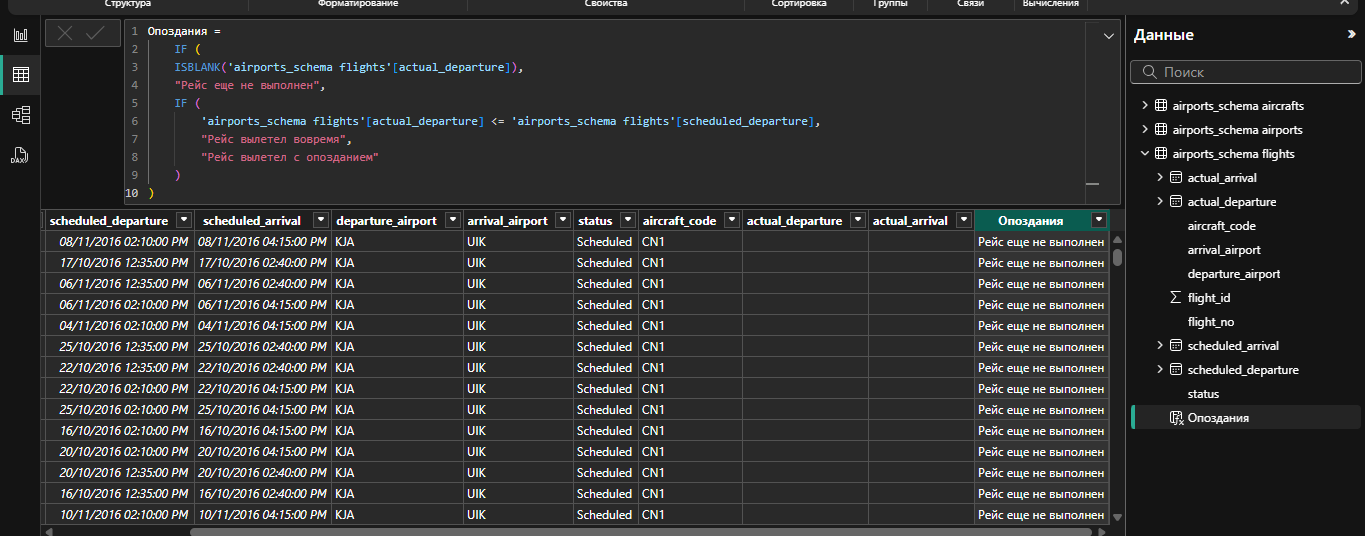 Структура Форматирование Свойства Сортировка Группы Связи Вычисления
1 Опоздания =
2 IF (
3 ISBLANK('airports_schema flights'[actual_departure]),
4 "Рейс еще не выполнен",
5 IF (
6 'airports_schema flights'[actual_departure] <= 'airports_schema flights'[scheduled_departure],
7 "Рейс вылетел вовремя",
8 "Рейс вылетел с опозданием"
9 )
10 )
scheduled_departure scheduled_arrival departure_airport arrival_airport status aircraft_code actual_departure actual_arrival Опоздания
08/11/2016 02:10:00 PM 08/11/2016 04:15:00 PM KJA UIK Scheduled CN1 Рейс еще не выполнен
17/10/2016 12:35:00 PM 17/10/2016 02:40:00 PM KJA UIK Scheduled CN1 Рейс еще не выполнен
06/11/2016 12:35:00 PM 06/11/2016 02:40:00 PM KJA UIK Scheduled CN1 Рейс еще не выполнен
06/11/2016 02:10:00 PM 06/11/2016 04:15:00 PM KJA UIK Scheduled CN1 Рейс еще не выполнен
04/11/2016 02:10:00 PM 04/11/2016 04:15:00 PM KJA UIK Scheduled CN1 Рейс еще не выполнен
25/10/2016 12:35:00 PM 25/10/2016 02:40:00 PM KJA UIK Scheduled CN1 Рейс еще не выполнен
22/10/2016 12:35:00 PM 22/10/2016 02:40:00 PM KJA UIK Scheduled CN1 Рейс еще не выполнен
22/10/2016 02:10:00 PM 22/10/2016 04:15:00 PM KJA UIK Scheduled CN1 Рейс еще не выполнен
25/10/2016 02:10:00 PM 25/10/2016 04:15:00 PM KJA UIK Scheduled CN1 Рейс еще не выполнен
16/10/2016 02:10:00 PM 16/10/2016 04:15:00 PM KJA UIK Scheduled CN1 Рейс еще не выполнен
20/10/2016 02:10:00 PM 20/10/2016 04:15:00 PM KJA UIK Scheduled CN1 Рейс еще не выполнен
20/10/2016 12:35:00 PM 20/10/2016 02:40:00 PM KJA UIK Scheduled CN1 Рейс еще не выполнен
16/10/2016 12:35:00 PM 16/10/2016 02:40:00 PM KJA UIK Scheduled CN1 Рейс еще не выполнен
10/11/2016 02:10:00 PM 10/11/2016 04:15:00 PM KJA UIK Scheduled CN1 Рейс еще не выполнен
Данные
Поиск
airports_schema aircrafts
airports_schema airports
airports_schema flights
actual_arrival
actual_departure
aircraft_code
arrival_airport
departure_airport
flight_id
flight_no
scheduled_arrival
scheduled_departure
status
Опоздания
DAX